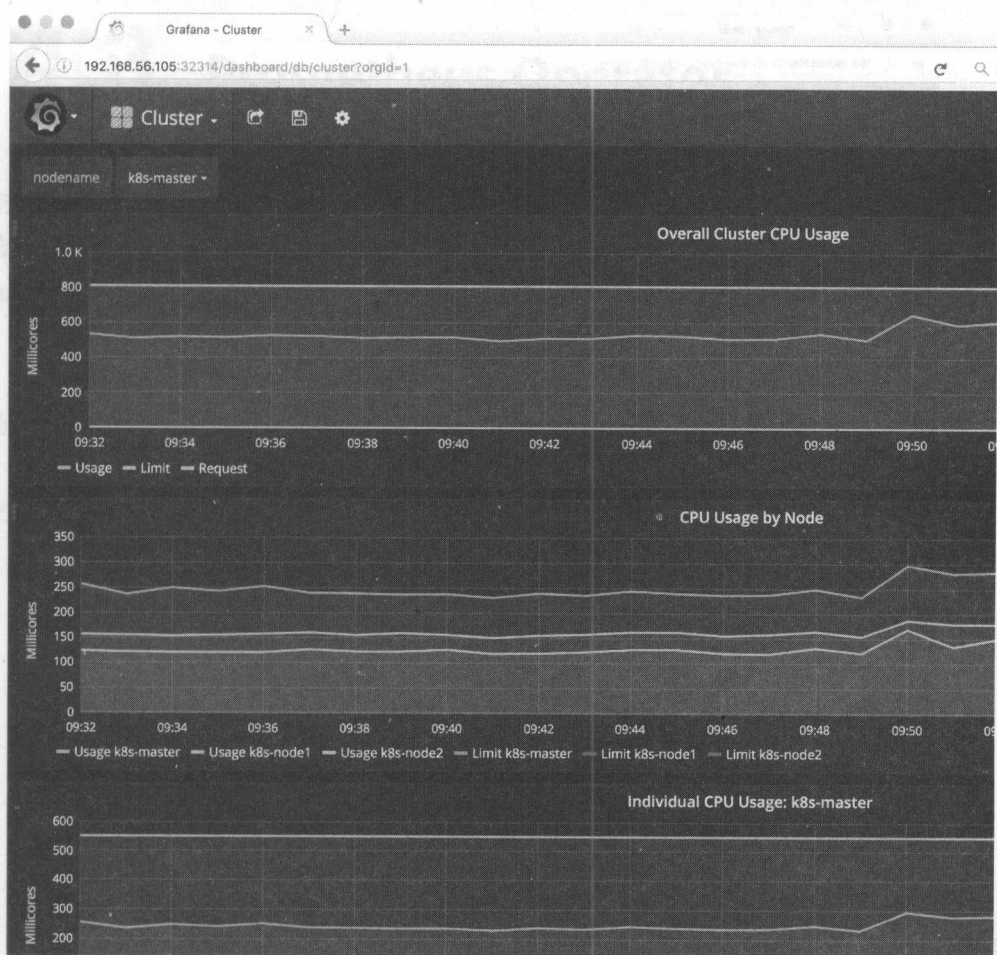 Grafana - Cluster × +
192.168.56.105:32314/dashboard/db/cluster?orgId=1
Cluster
nodename k8s-master
Overall Cluster CPU Usage
1.0 K
800
600
400
200
0
Millicores
09:32 09:34 09:36 09:38 09:40 09:42 09:44 09:46 09:48 09:50
Usage Limit Request
CPU Usage by Node
350
300
250
200
150
100
50
0
Millicores
09:32 09:34 09:36 09:38 09:40 09:42 09:44 09:46 09:48 09:50
Usage k8s-master Usage k8s-node1 Usage k8s-node2 Limit k8s-master Limit k8s-node1 Limit k8s-node2
Individual CPU Usage: k8s-master
600
500
400
300
200
Millicores